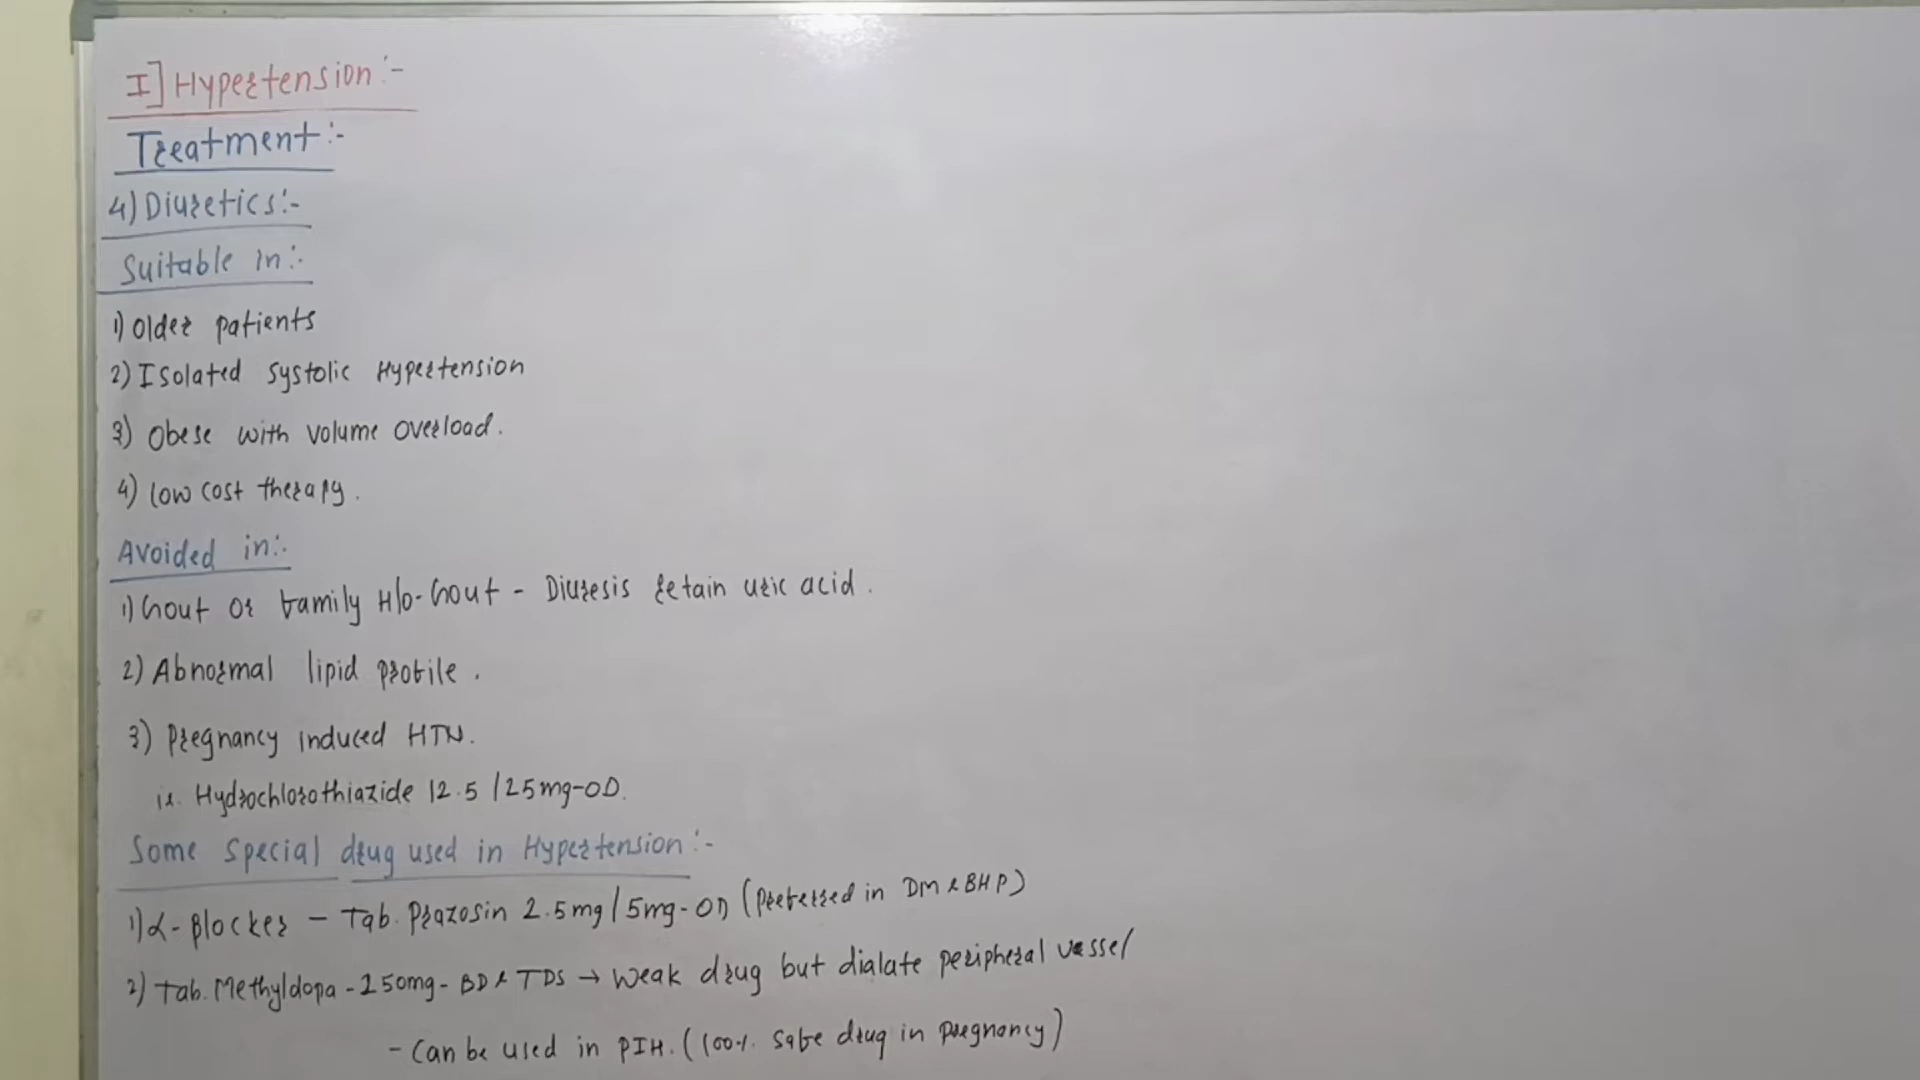 I] Hypertension:-
Treatment:-
4) Diuretics:-
Suitable in:-
1) Older patients
2) Isolated systolic Hypertension
3) Obese with volume overload.
4) low cost therapy.
Avoided in:-
1) Gout or family H/o-Gout - Diuresis retain uric acid.
2) Abnormal lipid profile.
3) Pregnancy induced HTN.
ie. Hydrochlorothiazide 12.5/25mg-OD.
Some special drug used in Hypertension:-
1) α-Blocker - Tab. Prazosin 2.5mg/5mg-OD (Preferred in DM & BHP)
2) Tab. Methyldopa - 250mg - BD & TDS → Weak drug but dialate peripheral vessel
- Can be used in PIH. (100% safe drug in pregnancy)